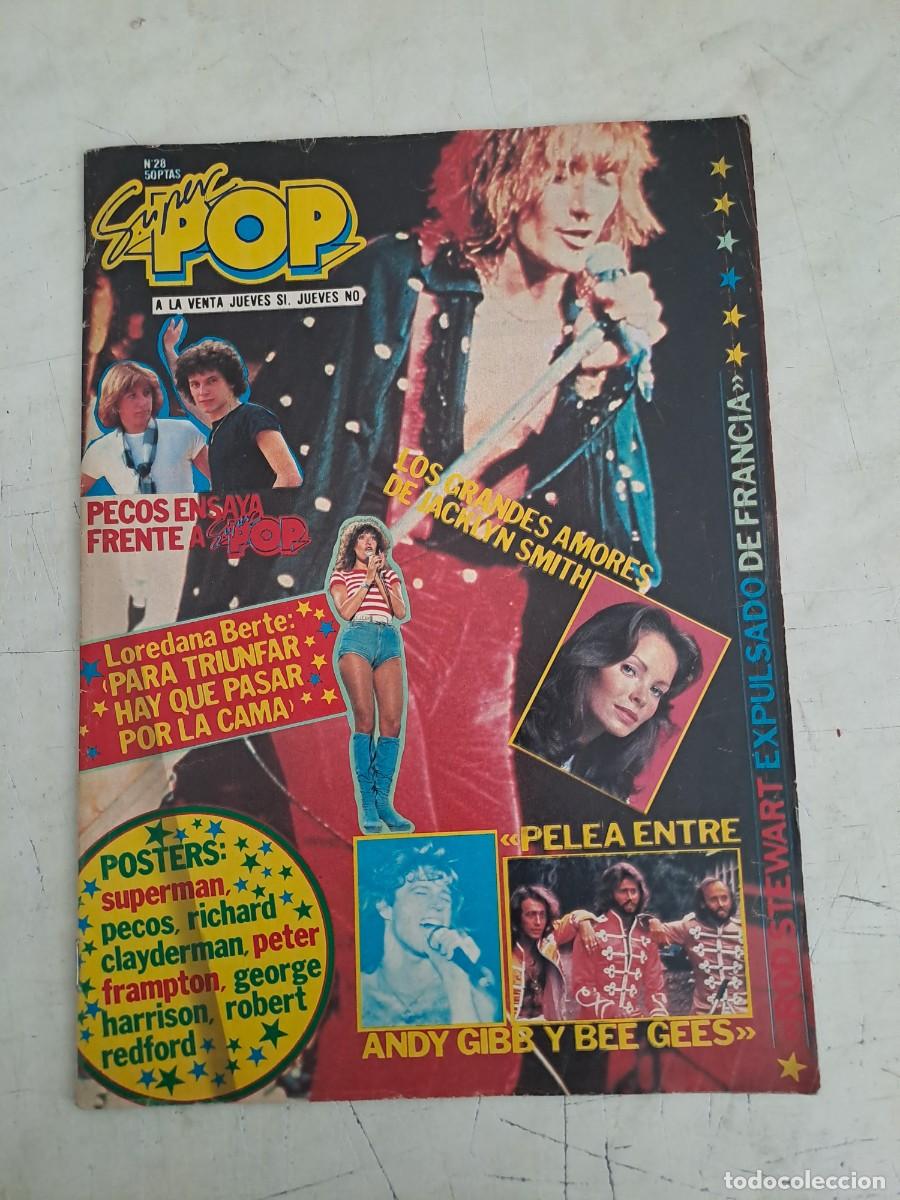 N°28
50PTAS
Super
POP
A LA VENTA JUEVES SI, JUEVES NO
PECOS ENSAYA
FRENTE A Super POP
LOS GRANDES AMORES
DE JACKLYN SMITH
Loredana Berte:
‹PARA TRIUNFAR
HAY QUE PASAR
POR LA CAMA›
POSTERS:
superman,
pecos, richard
clayderman, peter
frampton, george
harrison, robert
redford
«PELEA ENTRE
ANDY GIBB Y BEE GEES»
«ROD STEWART EXPULSADO DE FRANCIA»
todocoleccion